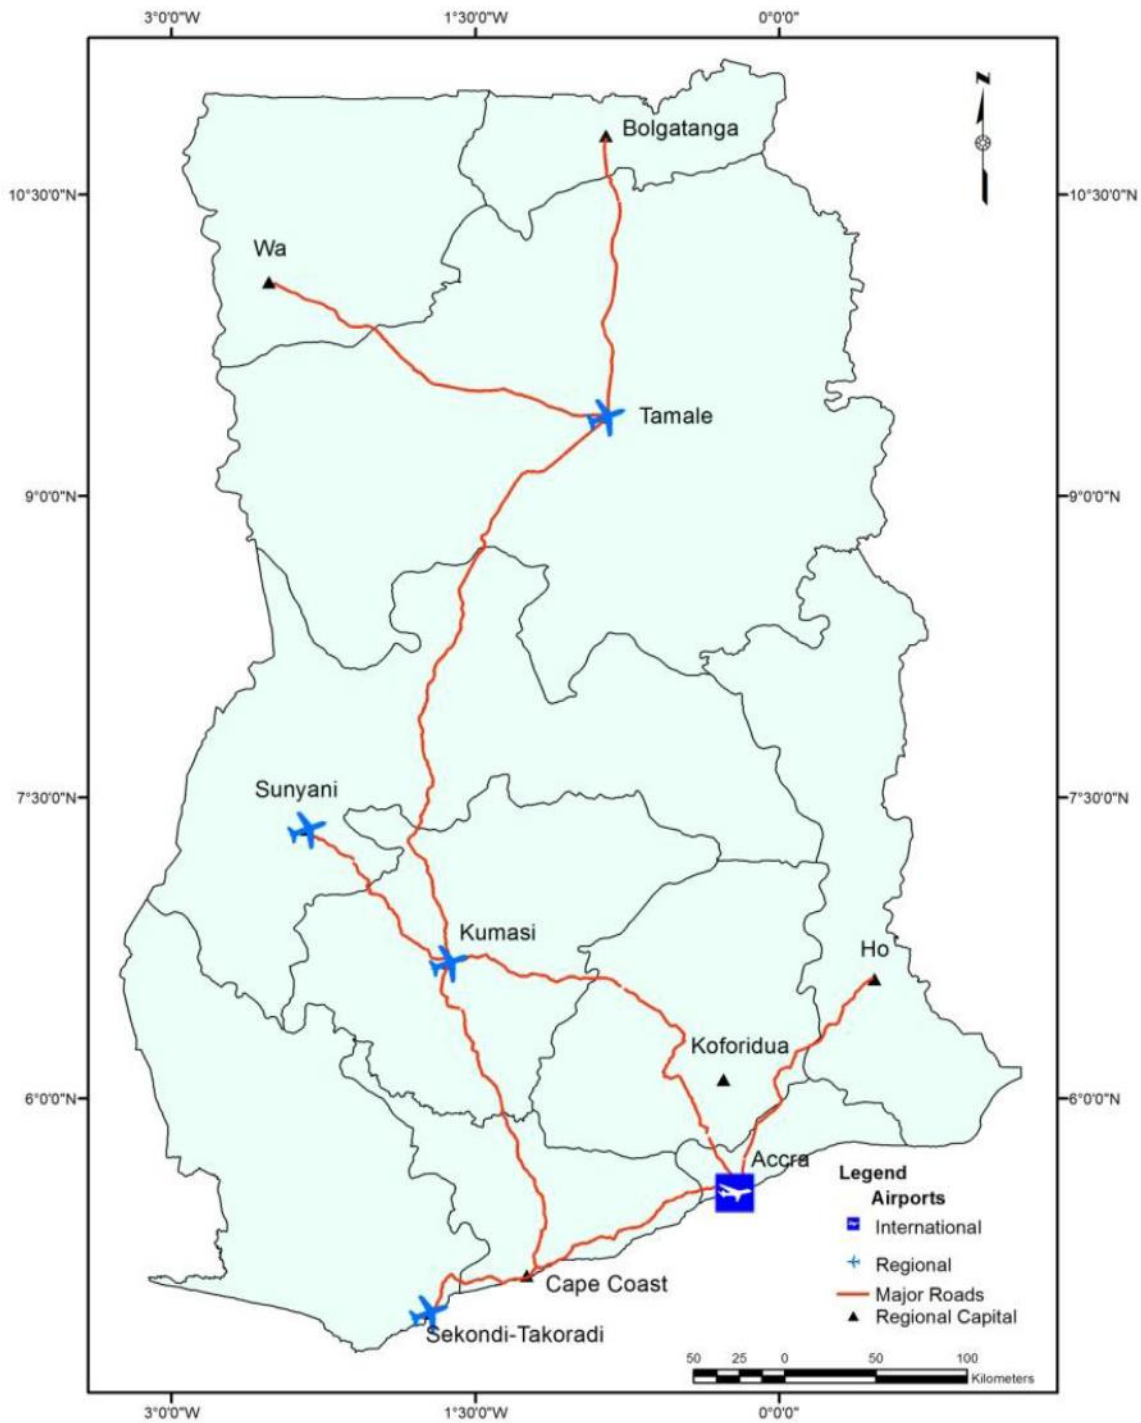 3°0'0"W 1°30'0"W 0°0'0"
N
Bolgatanga
10°30'0"N 10°30'0"N
Wa
Tamale
9°0'0"N 9°0'0"N
Sunyani
7°30'0"N 7°30'0"N
Kumasi
Ho
Koforidua
6°0'0"N 6°0'0"N
Accra
Legend
Airports
International
Regional
Major Roads
Regional Capital
Cape Coast
Sekondi-Takoradi
50 25 0 50 100
Kilometers
3°0'0"W 1°30'0"W 0°0'0"